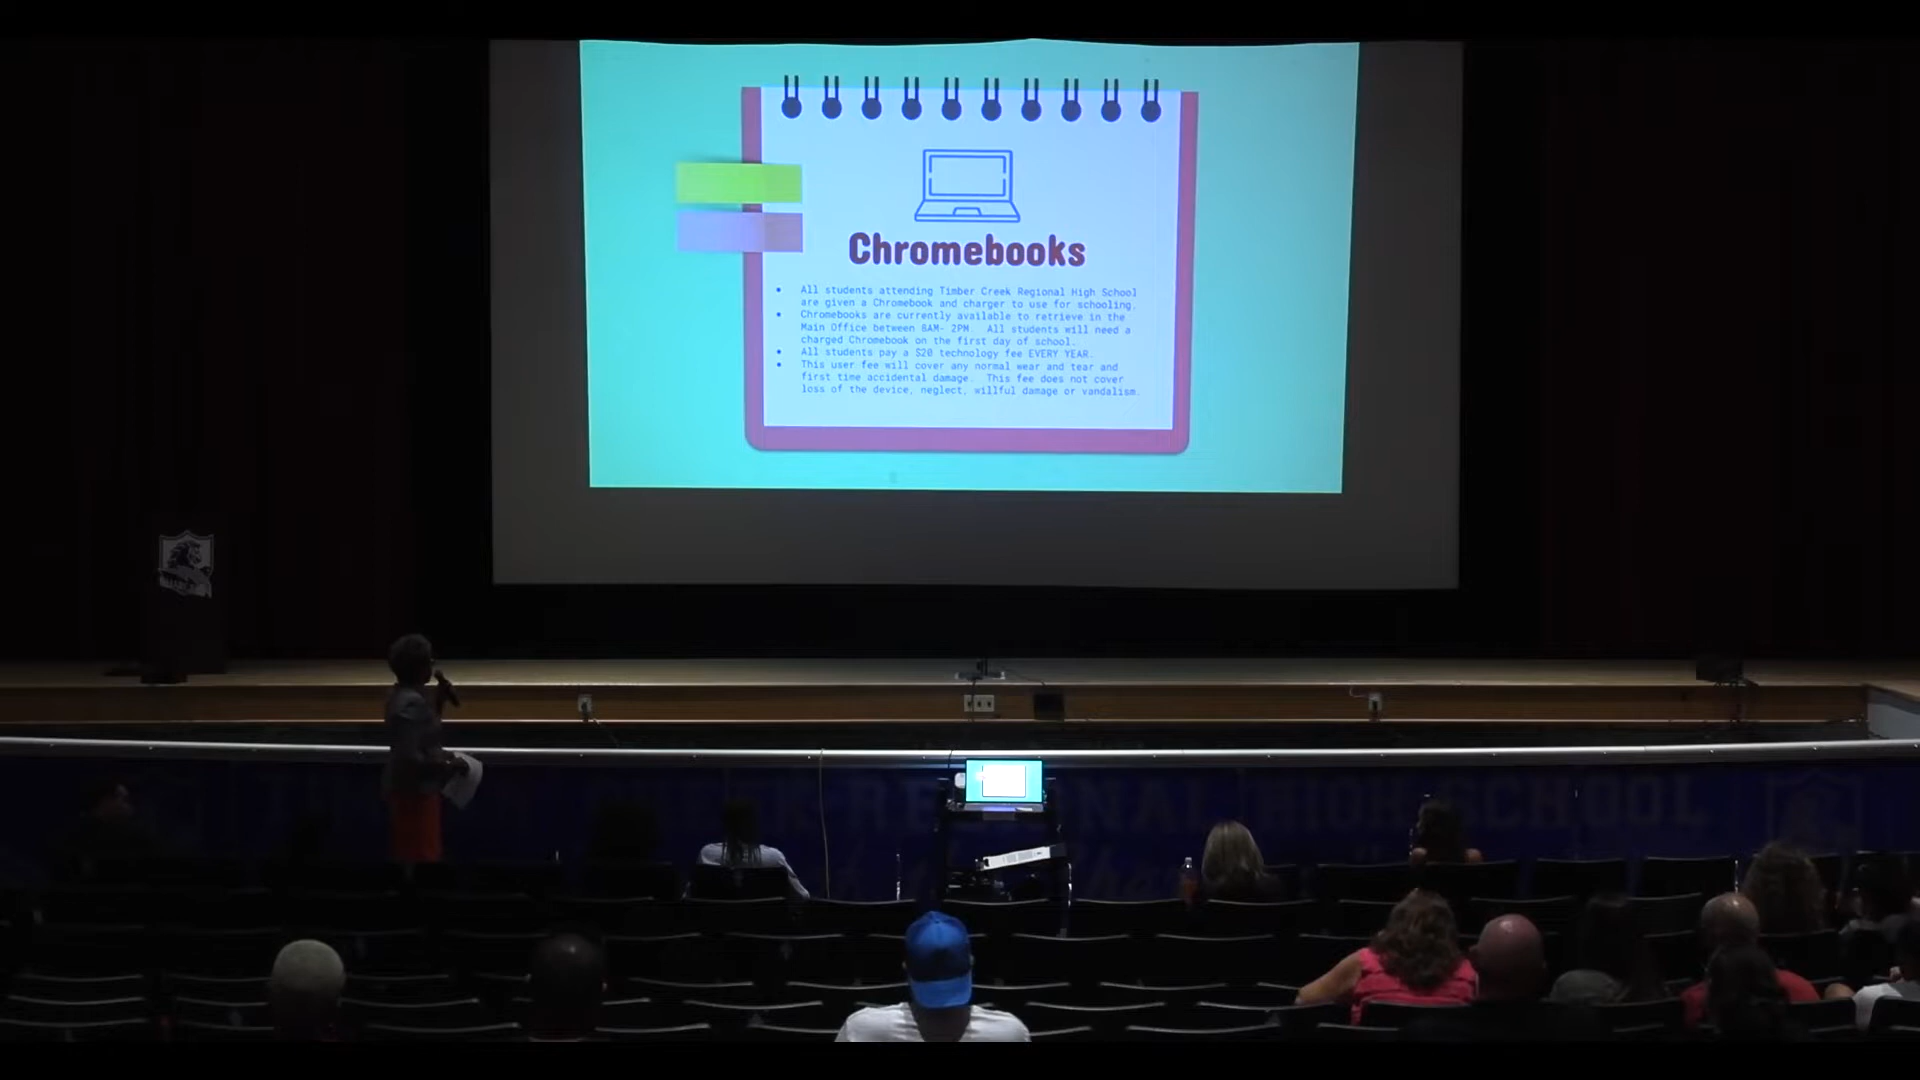 Chromebooks
• All students attending Timber Creek Regional High School
are given a Chromebook and charger to use for schooling.
• Chromebooks are currently available to retrieve in the
Main Office between 8AM- 2PM. All students will need a
charged Chromebook on the first day of school.
• All students pay a $20 technology fee EVERY YEAR.
• This user fee will cover any normal wear and tear and
first time accidental damage. This fee does not cover
loss of the device, neglect, willful damage or vandalism.
REGIONAL HIGH SCHOOL